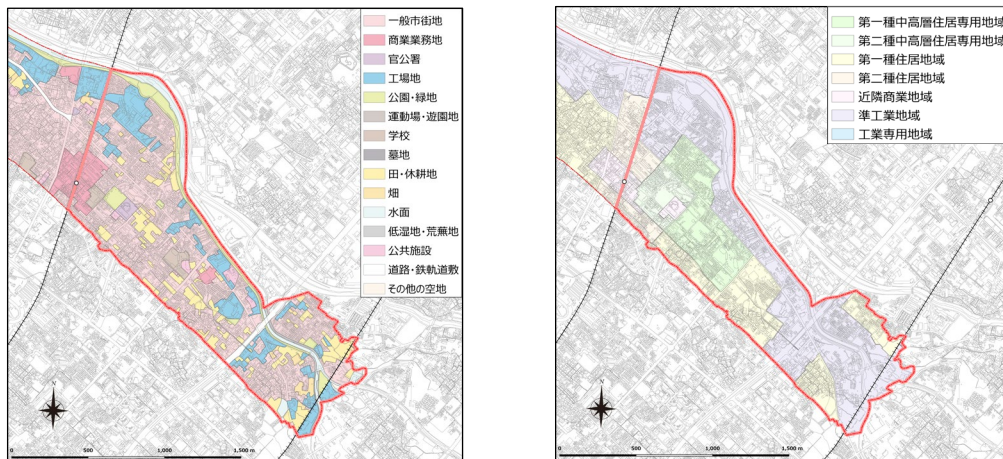 一般市街地
商業業務地
官公署
工場地
公園・緑地
運動場・遊園地
学校
墓地
田・休耕地
畑
水面
低湿地・荒蕪地
公共施設
道路・鉄軌道敷
その他の空地
N
0 500 1,000 1,500 m
第一種中高層住居専用地域
第二種中高層住居専用地域
第一種住居地域
第二種住居地域
近隣商業地域
準工業地域
工業専用地域
N
0 500 1,000 1,500 m